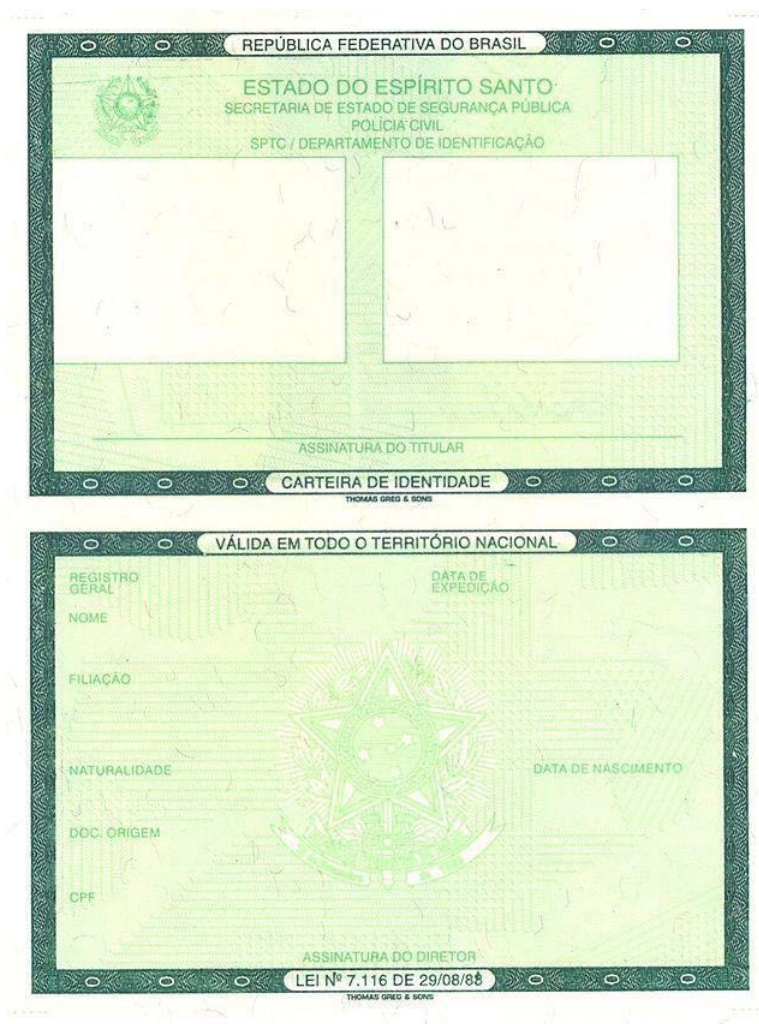 REPÚBLICA FEDERATIVA DO BRASIL
ESTADO DO ESPÍRITO SANTO
SECRETARIA DE ESTADO DE SEGURANÇA PÚBLICA
POLÍCIA CIVIL
SPTC / DEPARTAMENTO DE IDENTIFICAÇÃO
ASSINATURA DO TITULAR
CARTEIRA DE IDENTIDADE
THOMAS GREG & SONS
VÁLIDA EM TODO O TERRITÓRIO NACIONAL
REGISTRO GERAL
DATA DE EXPEDIÇÃO
NOME
FILIAÇÃO
NATURALIDADE
DATA DE NASCIMENTO
DOC. ORIGEM
CPF
ASSINATURA DO DIRETOR
LEI Nº 7.116 DE 29/08/83
THOMAS GREG & SONS